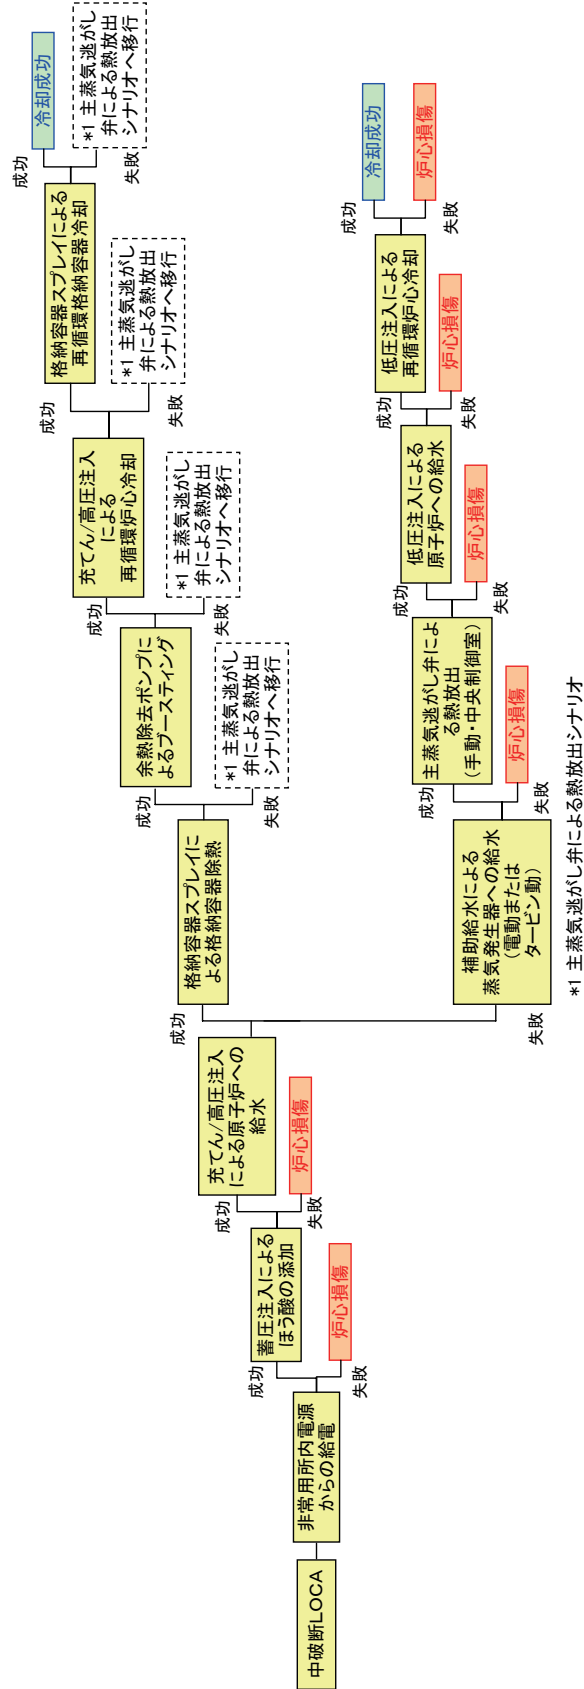 中破断LOCA
非常用所内電源
からの給電
成功
失敗
炉心損傷
蓄圧注入による
ほう酸の添加
成功
失敗
炉心損傷
充てん/高圧注入
による原子炉への
給水
成功
失敗
格納容器スプレイに
よる格納容器除熱
成功
失敗
*1 主蒸気逃がし
弁による熱放出
シナリオへ移行
余熱除去ポンプに
よるブースティング
成功
失敗
*1 主蒸気逃がし
弁による熱放出
シナリオへ移行
充てん/高圧注入
による
再循環炉心冷却
成功
失敗
*1 主蒸気逃がし
弁による熱放出
シナリオへ移行
格納容器スプレイによる
再循環格納容器冷却
成功
冷却成功
失敗
*1 主蒸気逃がし
弁による熱放出
シナリオへ移行
補助給水による
蒸気発生器への給水
(電動または
タービン動)
成功
失敗
炉心損傷
主蒸気逃がし弁によ
る熱放出
(手動・中央制御室)
成功
失敗
炉心損傷
低圧注入による
原子炉への給水
成功
失敗
炉心損傷
低圧注入による
再循環炉心冷却
成功
冷却成功
失敗
炉心損傷
*1 主蒸気逃がし弁による熱放出シナリオ